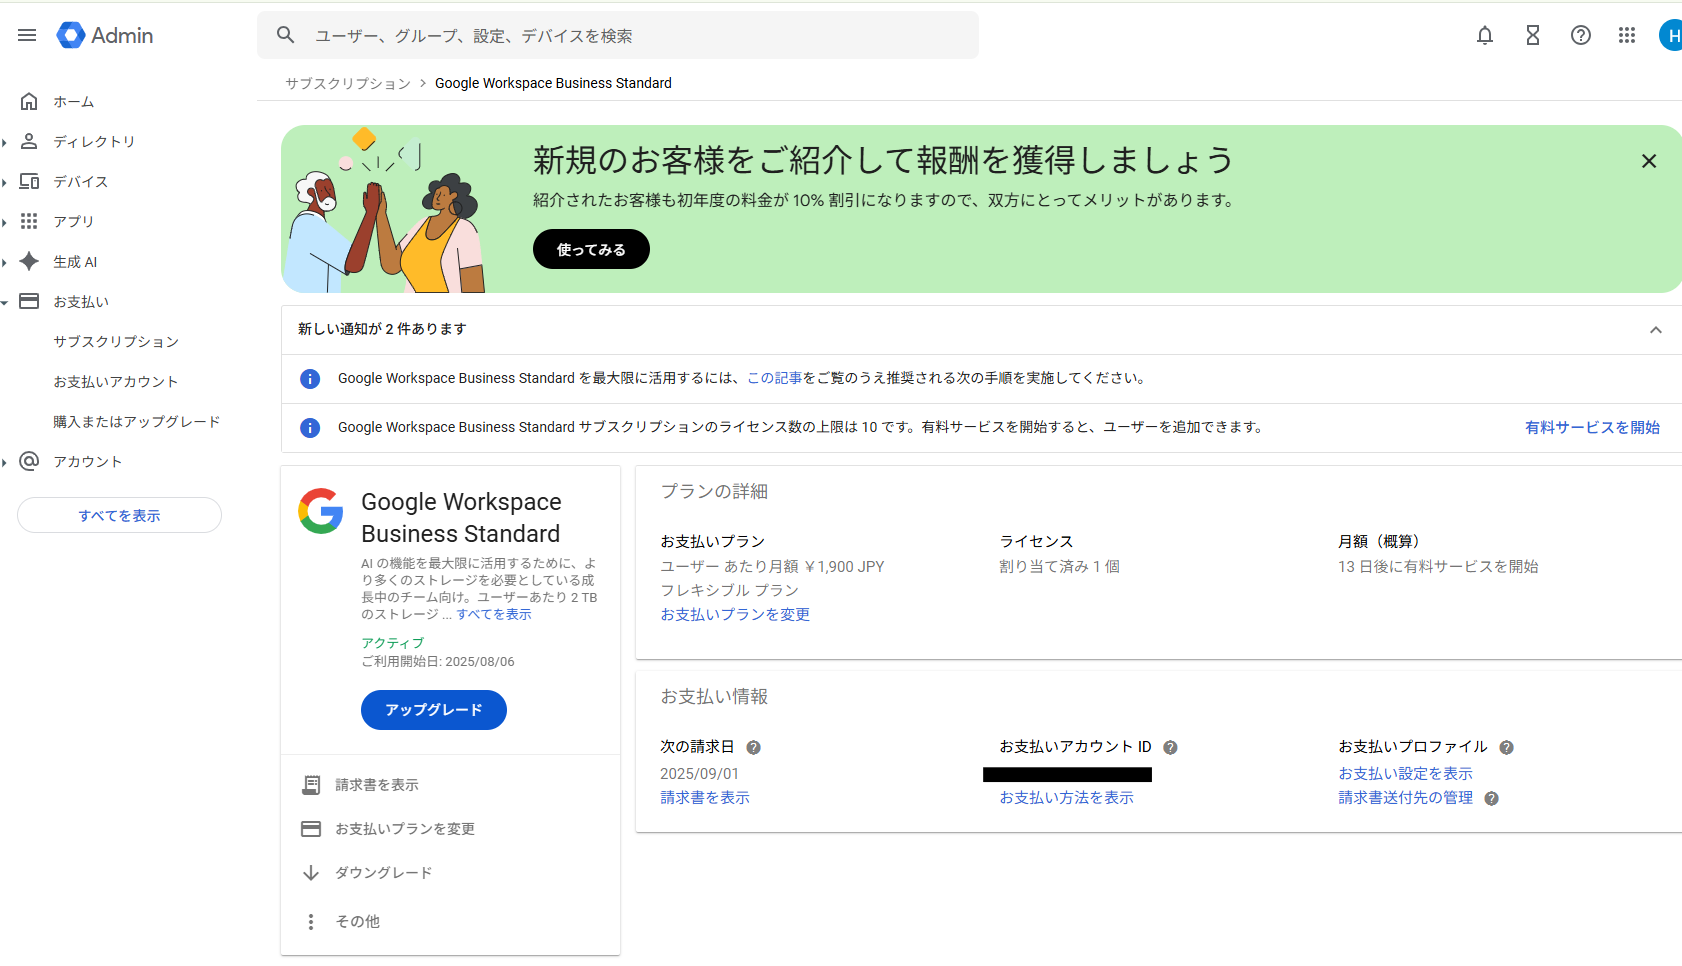 Admin
ユーザー、グループ、設定、デバイスを検索
H
サブスクリプション > Google Workspace Business Standard
ホーム
ディレクトリ
デバイス
アプリ
生成 AI
お支払い
サブスクリプション
お支払いアカウント
購入またはアップグレード
アカウント
すべてを表示
新規のお客様をご紹介して報酬を獲得しましょう
紹介されたお客様も初年度の料金が 10% 割引になりますので、双方にとってメリットがあります。
使ってみる
新しい通知が 2 件あります
Google Workspace Business Standard を最大限に活用するには、この記事をご覧のうえ推奨される次の手順を実施してください。
Google Workspace Business Standard サブスクリプションのライセンス数の上限は 10 です。有料サービスを開始すると、ユーザーを追加できます。
有料サービスを開始
Google Workspace
Business Standard
AI の機能を最大限に活用するために、よ
り多くのストレージを必要としている成
長中のチーム向け。ユーザーあたり 2 TB
のストレージ ... すべてを表示
アクティブ
ご利用開始日: 2025/08/06
アップグレード
請求書を表示
お支払いプランを変更
ダウングレード
その他
プランの詳細
お支払いプラン
ユーザー あたり月額 ￥1,900 JPY
フレキシブル プラン
お支払いプランを変更
ライセンス
割り当て済み 1 個
月額（概算）
13 日後に有料サービスを開始
お支払い情報
次の請求日
2025/09/01
請求書を表示
お支払いアカウント ID
お支払い方法を表示
お支払いプロファイル
お支払い設定を表示
請求書送付先の管理